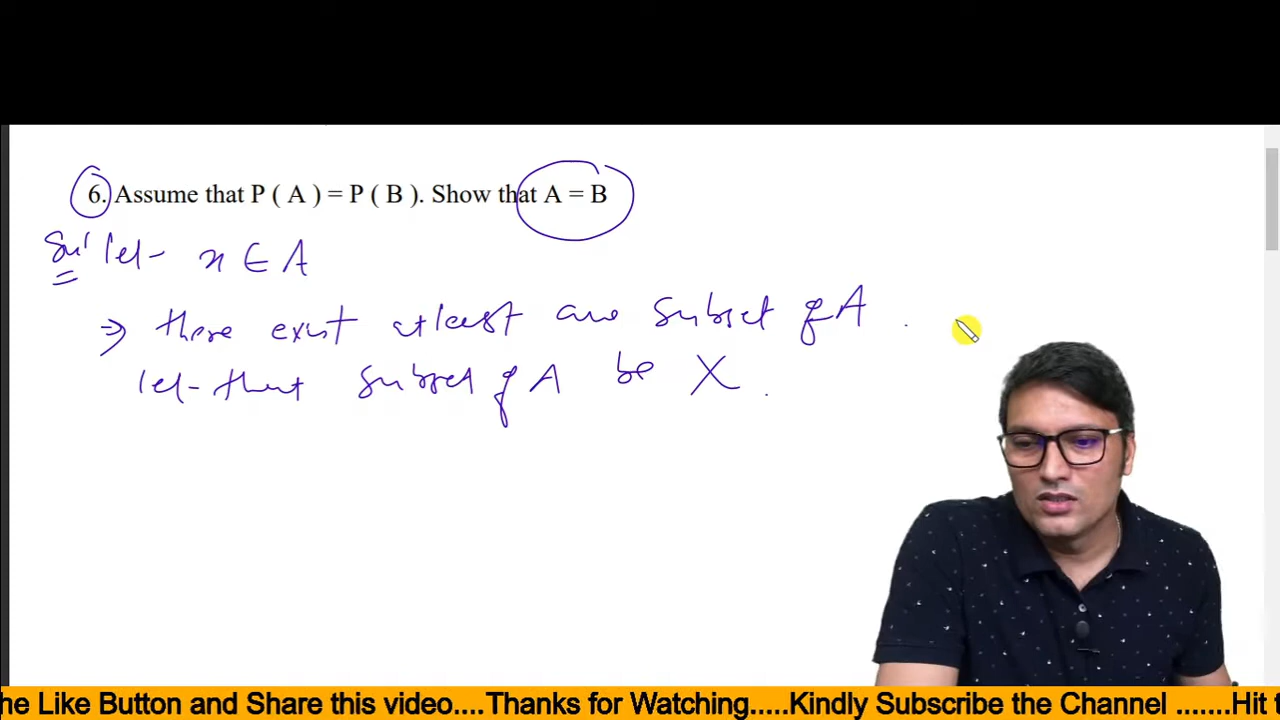 6. Assume that P ( A ) = P ( B ). Show that A = B
Sol let x ∈ A
⇒ there exist atleast one subset of A .
let that subset of A be X .
he Like Button and Share this video....Thanks for Watching.....Kindly Subscribe the Channel .......Hit t